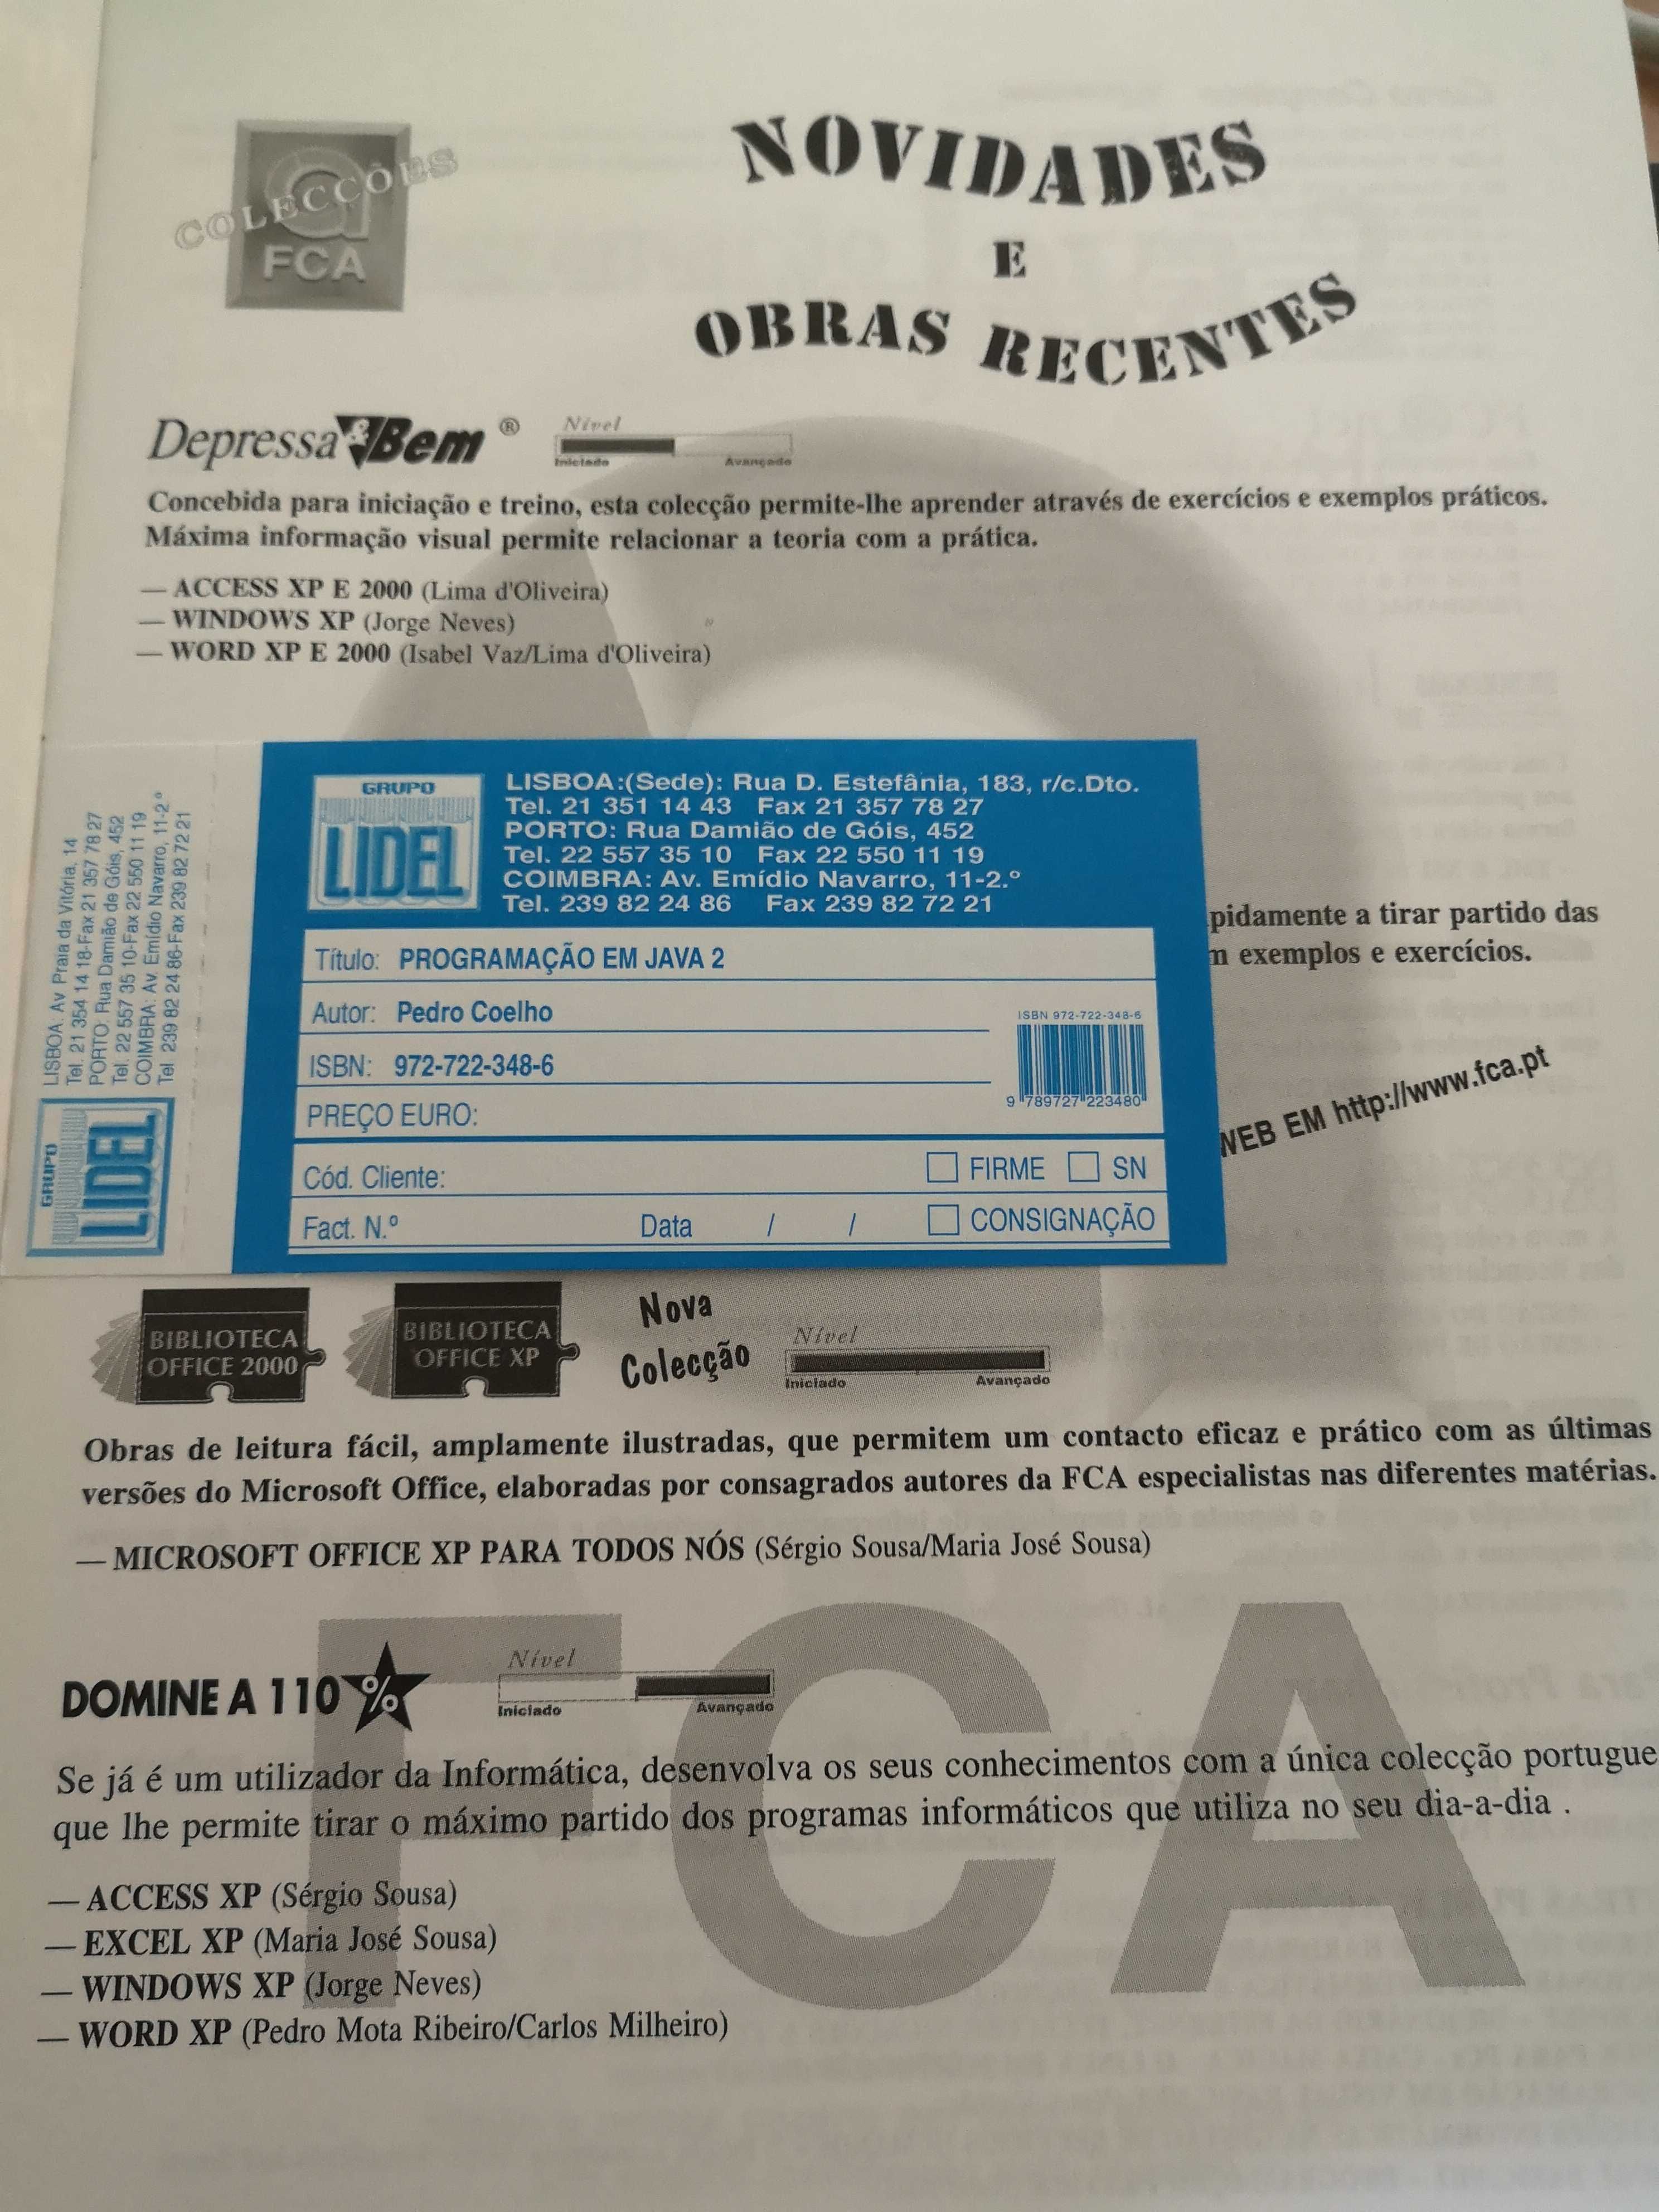 COLECÇÕES
FCA
NOVIDADES
E
OBRAS RECENTES
Depressa & Bem ®
Nível
Iniciado Avançado
Concebida para iniciação e treino, esta colecção permite-lhe aprender através de exercícios e exemplos práticos.
Máxima informação visual permite relacionar a teoria com a prática.
— ACCESS XP E 2000 (Lima d'Oliveira)
— WINDOWS XP (Jorge Neves)
— WORD XP E 2000 (Isabel Vaz/Lima d'Oliveira)
LISBOA: Av Praia da Vitória, 14
Tel. 21 354 14 18-Fax 21 357 78 27
PORTO: Rua Damião de Góis, 452
Tel. 22 557 35 10-Fax 22 550 11 19
COIMBRA: Av. Emídio Navarro, 11-2.º
Tel 239 82 24 86-Fax 239 82 72 21
GRUPO
LIDEL
GRUPO
LIDEL
LISBOA:(Sede): Rua D. Estefânia, 183, r/c.Dto.
Tel. 21 351 14 43 Fax 21 357 78 27
PORTO: Rua Damião de Góis, 452
Tel. 22 557 35 10 Fax 22 550 11 19
COIMBRA: Av. Emídio Navarro, 11-2.º
Tel. 239 82 24 86 Fax 239 82 72 21
Título: PROGRAMAÇÃO EM JAVA 2
Autor: Pedro Coelho
ISBN: 972-722-348-6
PREÇO EURO:
ISBN 972-722-348-6
9 789727 223480
Cód. Cliente: FIRME SN
Fact. N.º Data / / CONSIGNAÇÃO
pidamente a tirar partido das
m exemplos e exercícios.
WEB EM http://www.fca.pt
BIBLIOTECA
OFFICE 2000
BIBLIOTECA
OFFICE XP
Nova
Colecção
Nível
Iniciado Avançado
Obras de leitura fácil, amplamente ilustradas, que permitem um contacto eficaz e prático com as últimas
versões do Microsoft Office, elaboradas por consagrados autores da FCA especialistas nas diferentes matérias.
— MICROSOFT OFFICE XP PARA TODOS NÓS (Sérgio Sousa/Maria José Sousa)
FCA
DOMINE A 110%
Nível
Iniciado Avançado
Se já é um utilizador da Informática, desenvolva os seus conhecimentos com a única colecção portugue
que lhe permite tirar o máximo partido dos programas informáticos que utiliza no seu dia-a-dia .
— ACCESS XP (Sérgio Sousa)
— EXCEL XP (Maria José Sousa)
— WINDOWS XP (Jorge Neves)
— WORD XP (Pedro Mota Ribeiro/Carlos Milheiro)